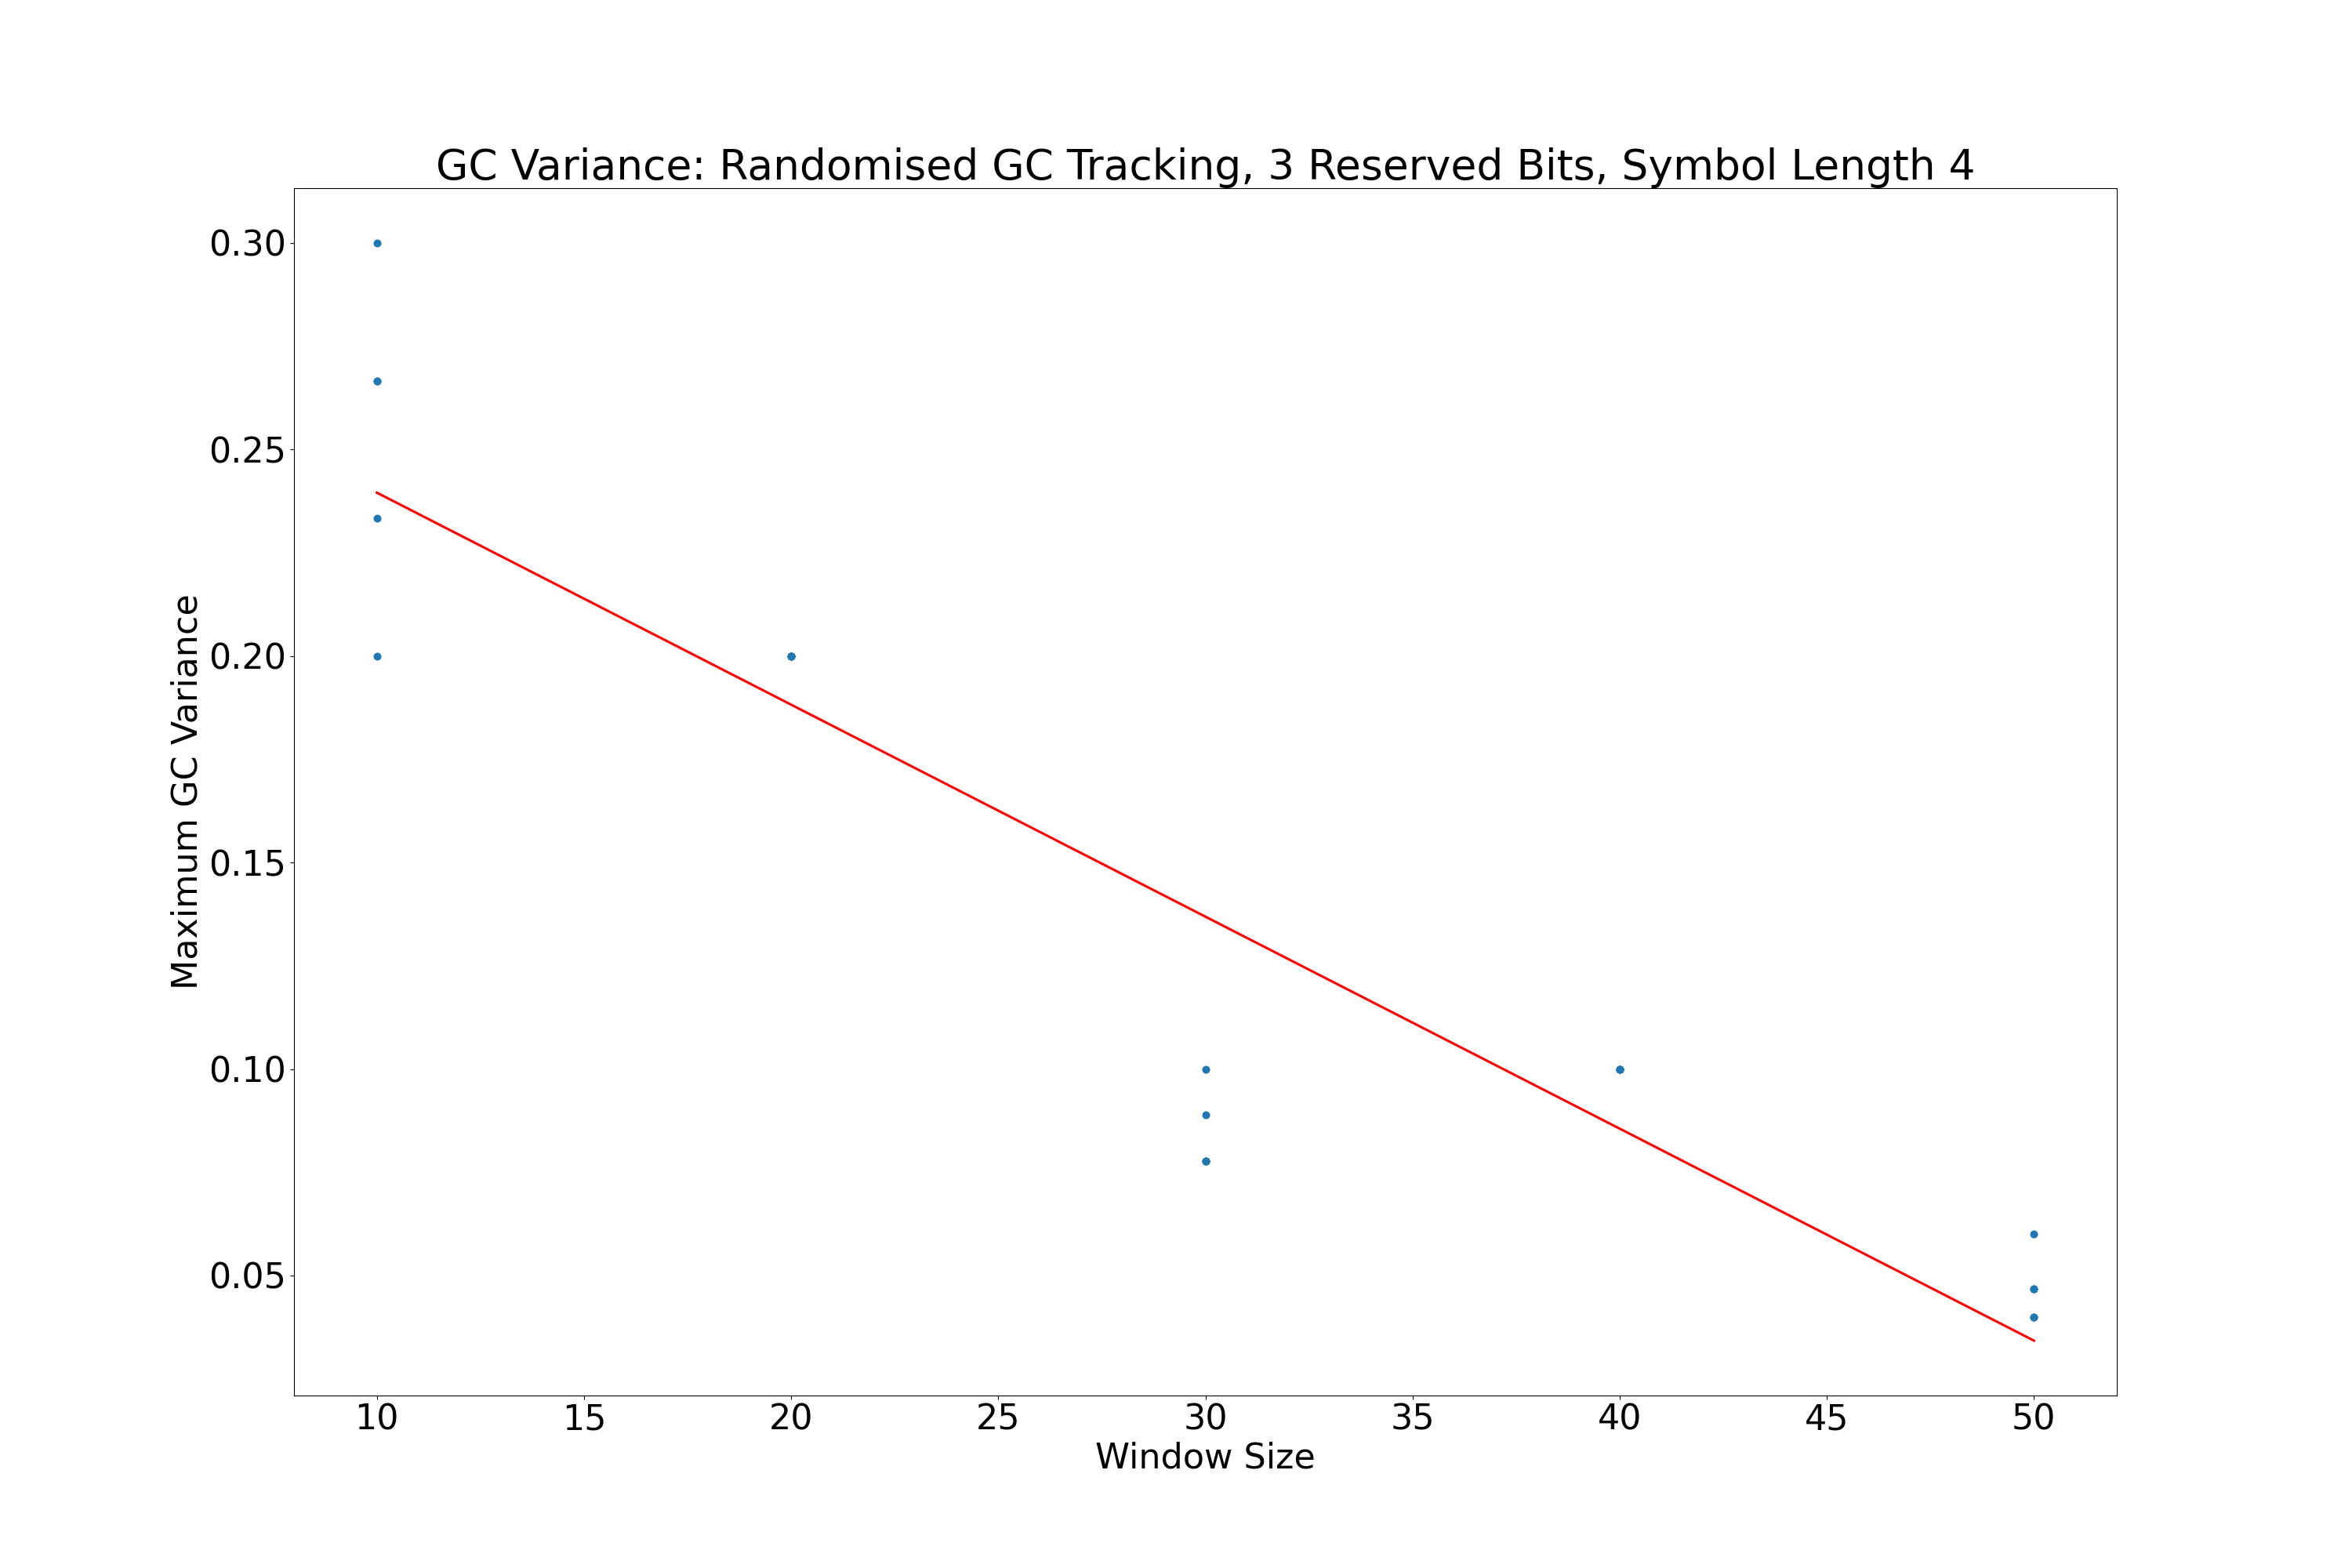 GC Variance: Randomised GC Tracking, 3 Reserved Bits, Symbol Length 4
0.30
0.25
0.20
0.15
0.10
0.05
Maximum GC Variance
10 15 20 25 30 35 40 45 50
Window Size